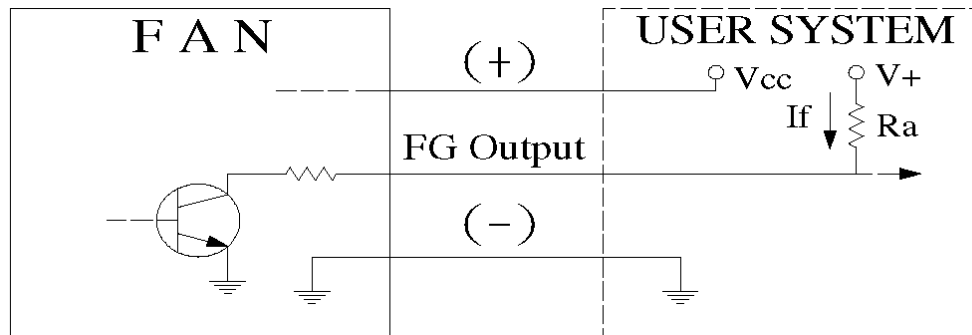 F A N
USER SYSTEM
(+)
Vcc
V+
If
Ra
FG Output
(-)